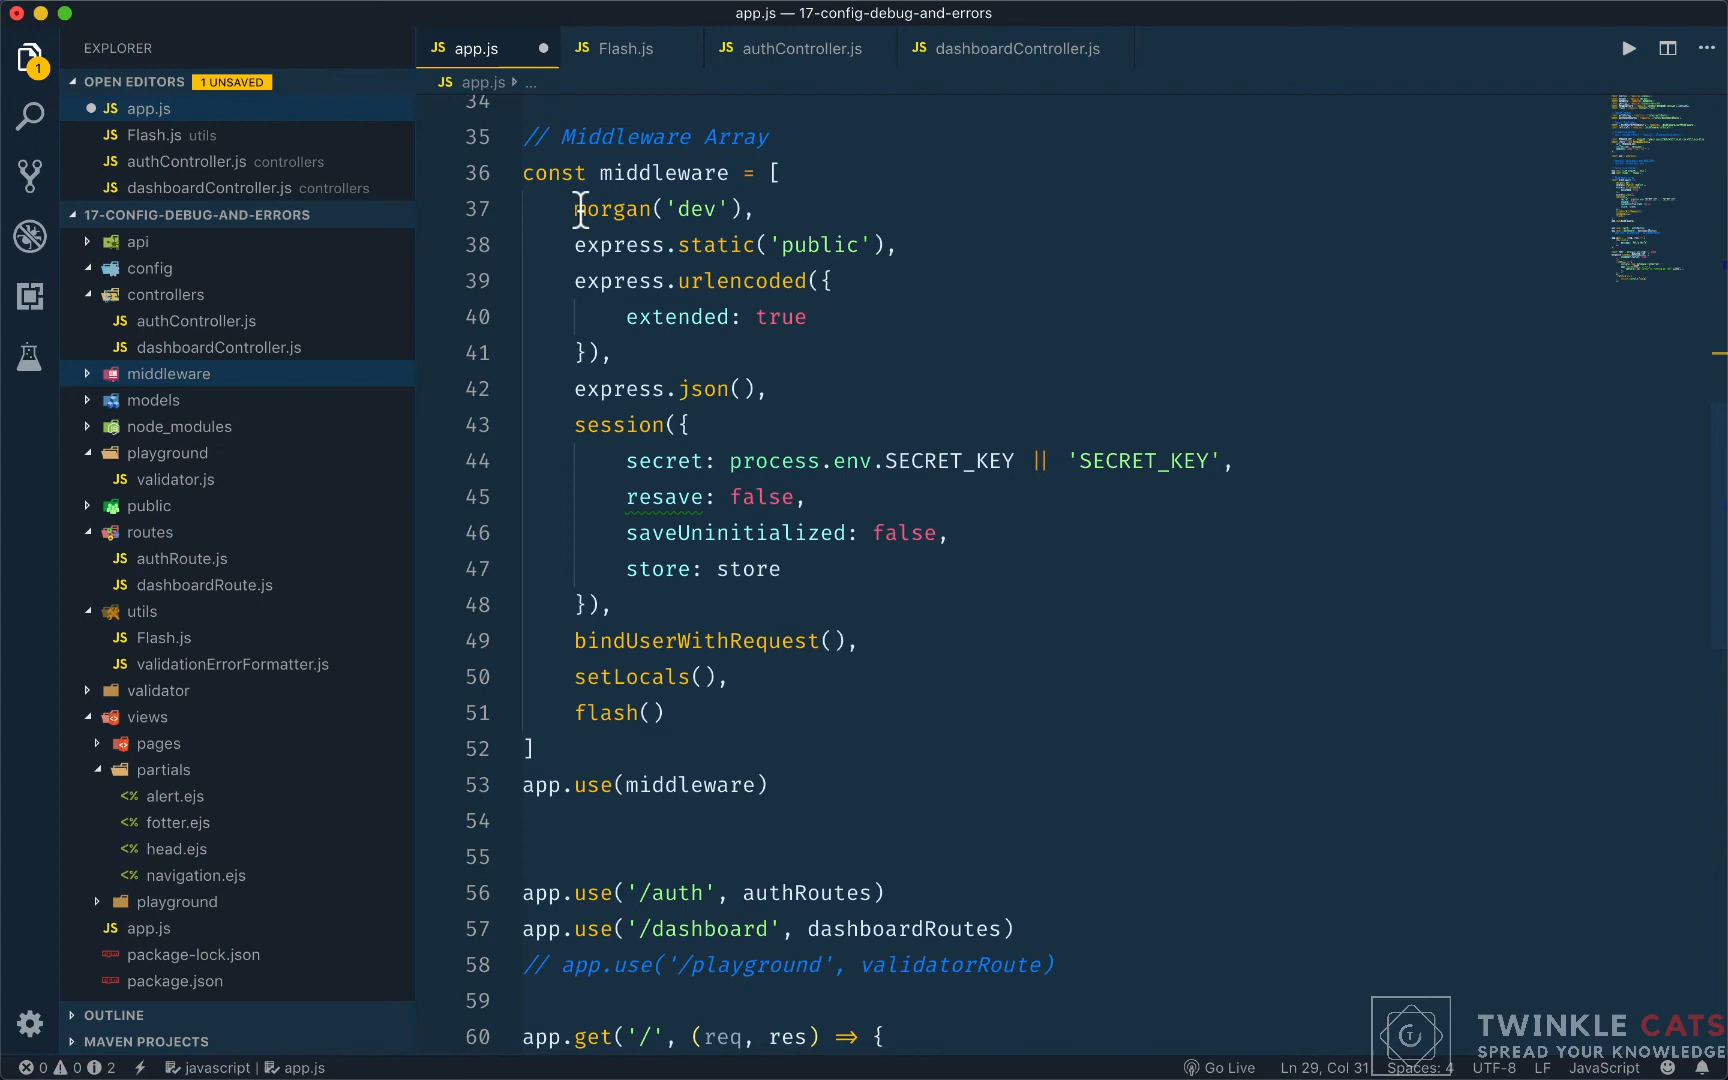 app.js — 17-config-debug-and-errors
EXPLORER
JS app.js
JS Flash.js
JS authController.js
JS dashboardController.js
OPEN EDITORS 1 UNSAVED
JS app.js ...
1
JS app.js
JS Flash.js utils
JS authController.js controllers
JS dashboardController.js controllers
17-CONFIG-DEBUG-AND-ERRORS
api
config
controllers
JS authController.js
JS dashboardController.js
middleware
models
node_modules
playground
JS validator.js
public
routes
JS authRoute.js
JS dashboardRoute.js
utils
JS Flash.js
JS validationErrorFormatter.js
validator
views
pages
partials
<% alert.ejs
<% fotter.ejs
<% head.ejs
<% navigation.ejs
playground
JS app.js
package-lock.json
package.json
OUTLINE
MAVEN PROJECTS
34
35 // Middleware Array
36 const middleware = [
37 morgan('dev'),
38 express.static('public'),
39 express.urlencoded({
40 extended: true
41 }),
42 express.json(),
43 session({
44 secret: process.env.SECRET_KEY || 'SECRET_KEY',
45 resave: false,
46 saveUninitialized: false,
47 store: store
48 }),
49 bindUserWithRequest(),
50 setLocals(),
51 flash()
52 ]
53 app.use(middleware)
54
55
56 app.use('/auth', authRoutes)
57 app.use('/dashboard', dashboardRoutes)
58 // app.use('/playground', validatorRoute)
59
60 app.get('/', (req, res) => {
TWINKLE CATS
SPREAD YOUR KNOWLEDGE
0 0 2 javascript | app.js
Go Live Ln 29, Col 31 Spaces: 4 UTF-8 LF JavaScript